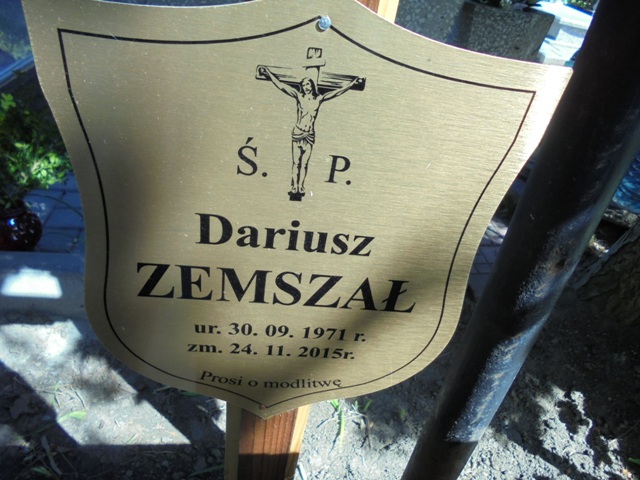 Ś. P.
Dariusz
ZEMSZAŁ
ur. 30. 09. 1971 r.
zm. 24. 11. 2015r.
Prosi o modlitwę